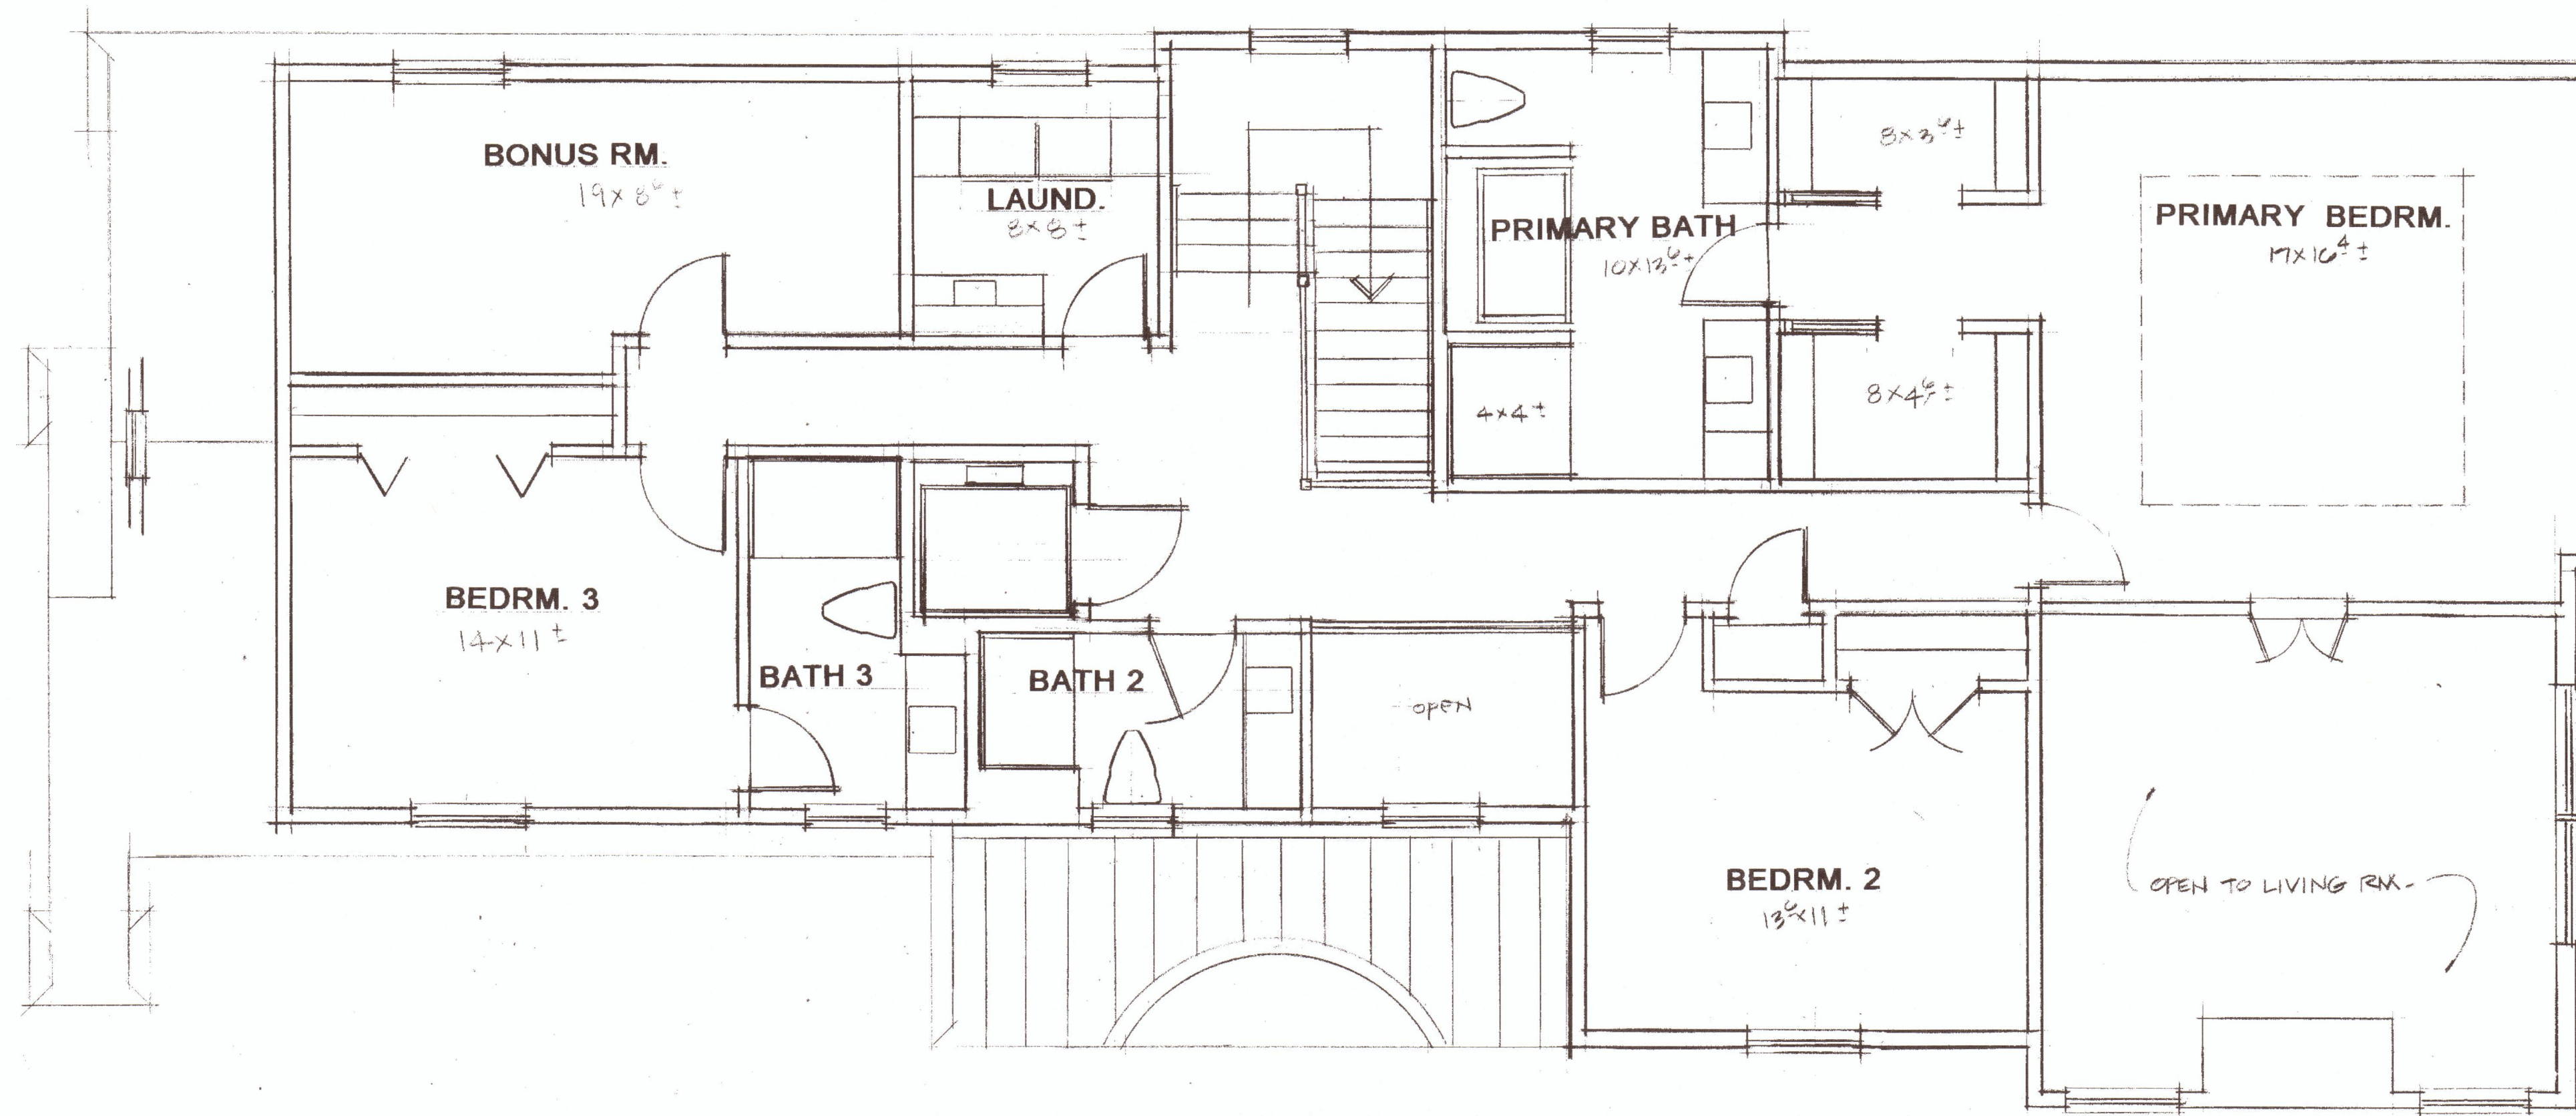 BONUS RM.
19x8⁶±
LAUND.
8x8±
PRIMARY BATH
10x13⁶±
4x4±
8x3⁶±
8x4⁶±
PRIMARY BEDRM.
17x16⁴±
BEDRM. 3
14x11±
BATH 3
BATH 2
OPEN
BEDRM. 2
13⁶x11±
OPEN TO LIVING RM.